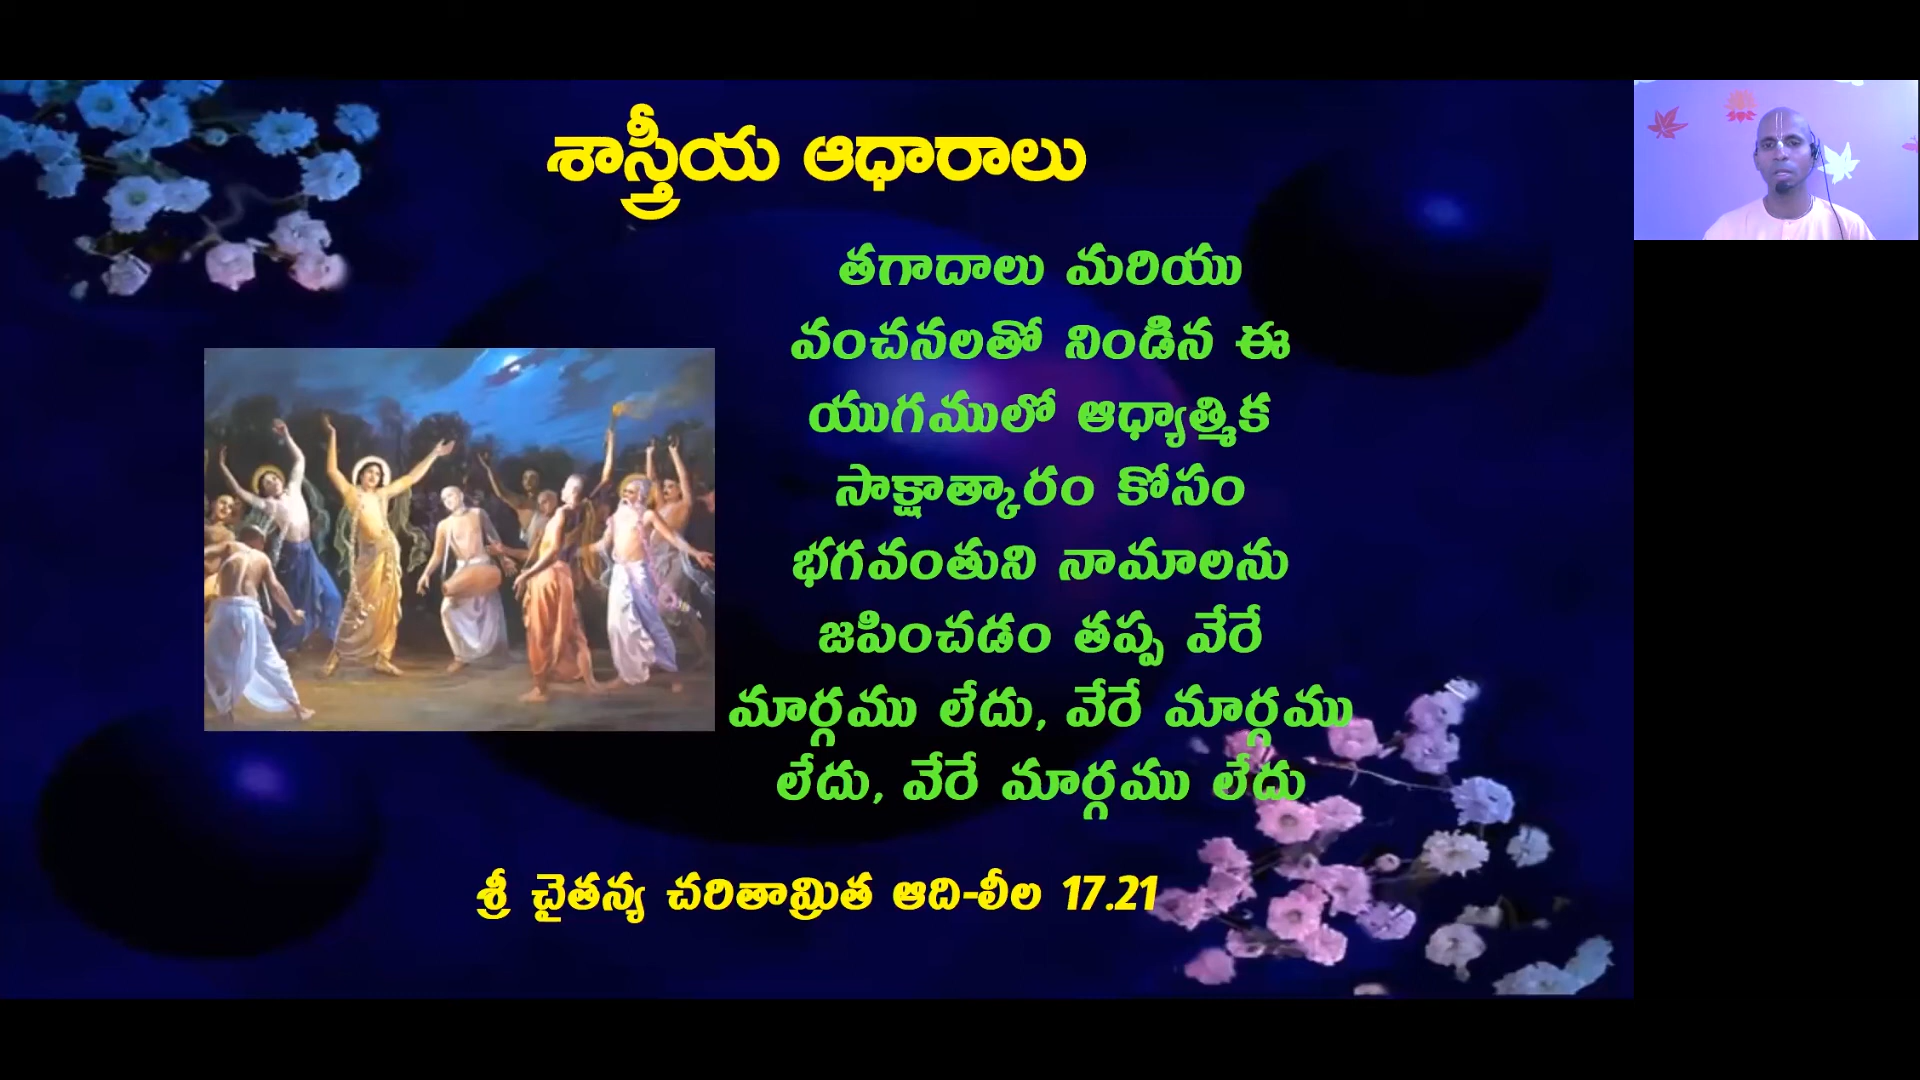 శాస్త్రీయ ఆధారాలు
తగాదాలు మరియు
వంచనలతో నిండిన ఈ
యుగములో ఆధ్యాత్మిక
సాక్షాత్కారం కోసం
భగవంతుని నామాలను
జపించడం తప్ప వేరే
మార్గము లేదు, వేరే మార్గము
లేదు, వేరే మార్గము లేదు
శ్రీ చైతన్య చరితామ్రిత ఆది-లీల 17.21